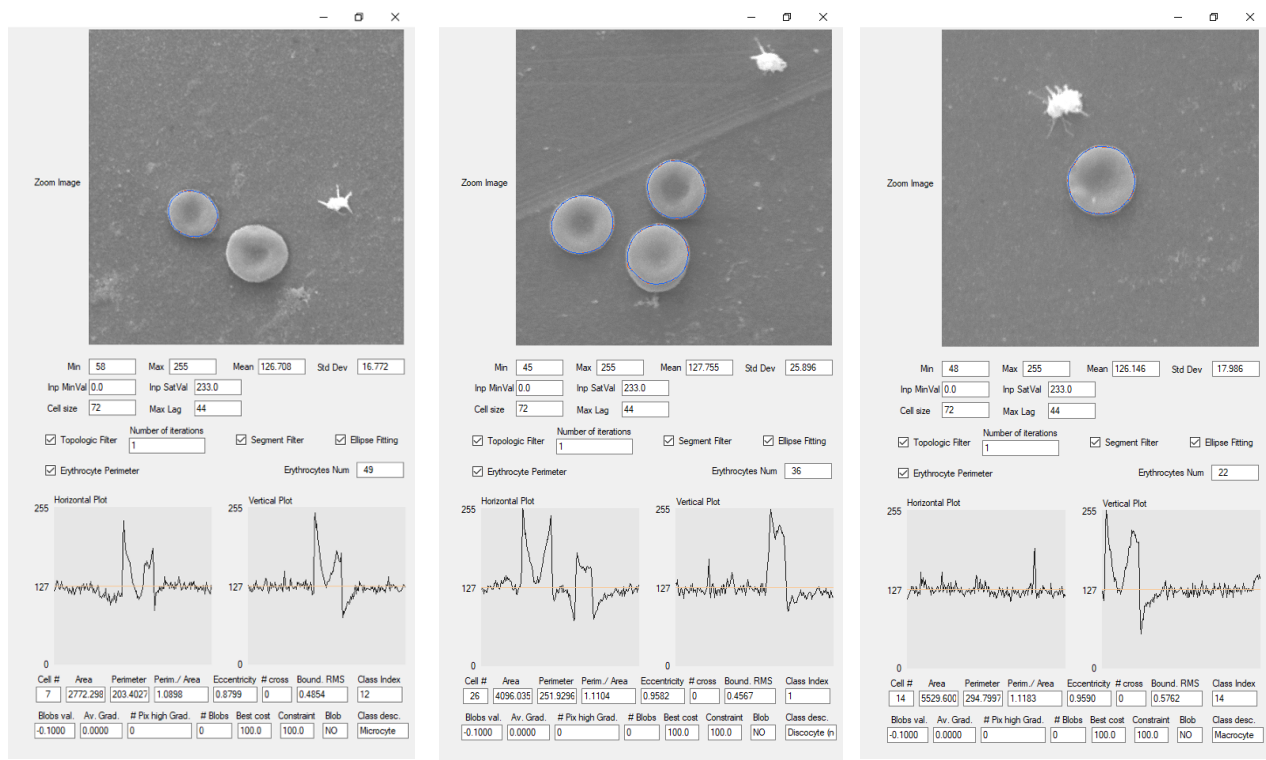 Zoom Image
Min 58 Max 255 Mean 126.708 Std Dev 16.772
Inp MinVal 0.0 Inp SatVal 233.0
Cell size 72 Max Lag 44
Topologic Filter Number of iterations 1 Segment Filter Ellipse Fitting
Erythrocyte Perimeter Erythrocytes Num 49
Horizontal Plot Vertical Plot
255 255
127 127
0 0
Cell # Area Perimeter Perim./ Area Eccentricity # cross Bound. RMS Class Index
7 2772.298 203.4027 1.0898 0.8799 0 0.4854 12
Blobs val. Av. Grad. # Pix high Grad. # Blobs Best cost Constraint Blob Class desc.
-0.1000 0.0000 0 0 100.0 100.0 NO Microcyte
Zoom Image
Min 45 Max 255 Mean 127.755 Std Dev 25.896
Inp MinVal 0.0 Inp SatVal 233.0
Cell size 72 Max Lag 44
Topologic Filter Number of iterations 1 Segment Filter Ellipse Fitting
Erythrocyte Perimeter Erythrocytes Num 36
Horizontal Plot Vertical Plot
255 255
127 127
0 0
Cell # Area Perimeter Perim./ Area Eccentricity # cross Bound. RMS Class Index
26 4096.035 251.9296 1.1104 0.9582 0 0.4567 1
Blobs val. Av. Grad. # Pix high Grad. # Blobs Best cost Constraint Blob Class desc.
-0.1000 0.0000 0 0 100.0 100.0 NO Discocyte (n
Zoom Image
Min 48 Max 255 Mean 126.146 Std Dev 17.986
Inp MinVal 0.0 Inp SatVal 233.0
Cell size 72 Max Lag 44
Topologic Filter Number of iterations 1 Segment Filter Ellipse Fitting
Erythrocyte Perimeter Erythrocytes Num 22
Horizontal Plot Vertical Plot
255 255
127 127
0 0
Cell # Area Perimeter Perim./ Area Eccentricity # cross Bound. RMS Class Index
14 5529.600 294.7997 1.1183 0.9590 0 0.5762 14
Blobs val. Av. Grad. # Pix high Grad. # Blobs Best cost Constraint Blob Class desc.
-0.1000 0.0000 0 0 100.0 100.0 NO Macrocyte